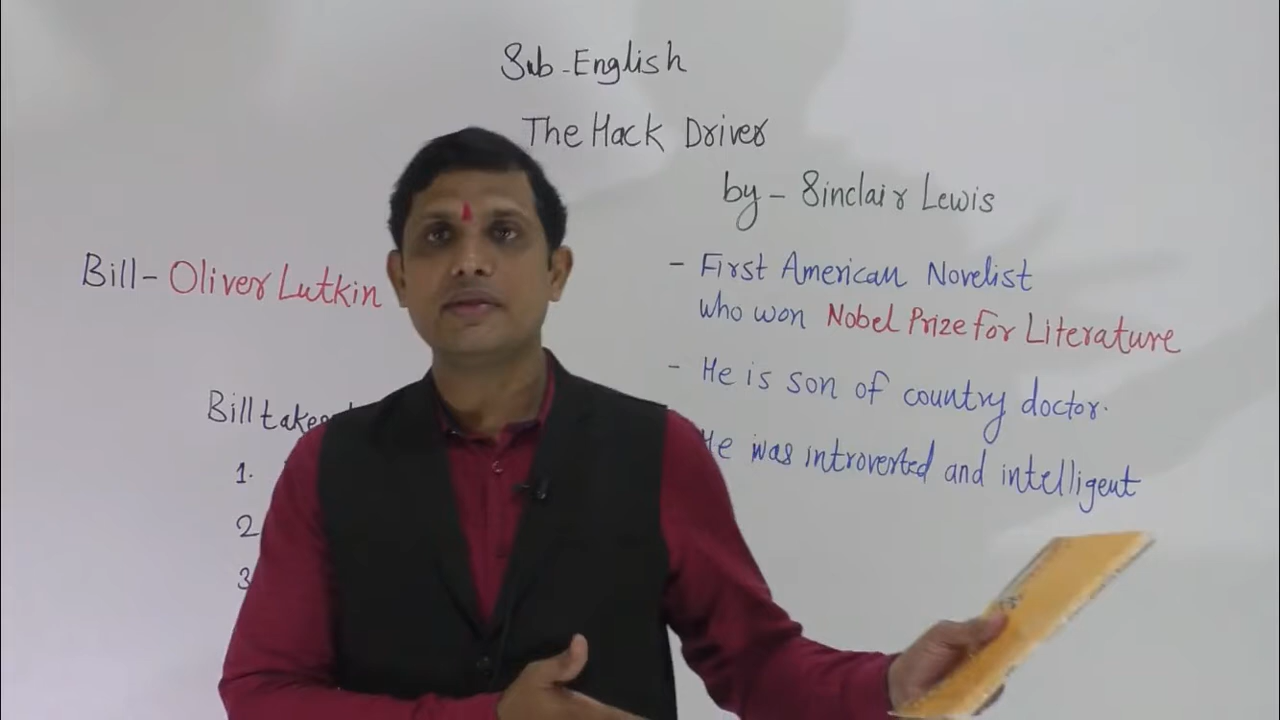 Sub - English
The Hack Driver
by - Sinclair Lewis
Bill - Oliver Lutkin
- First American Novelist
who won Nobel Prize for Literature
- He is son of country doctor.
He was introverted and intelligent
Bill takes
1.
2
3